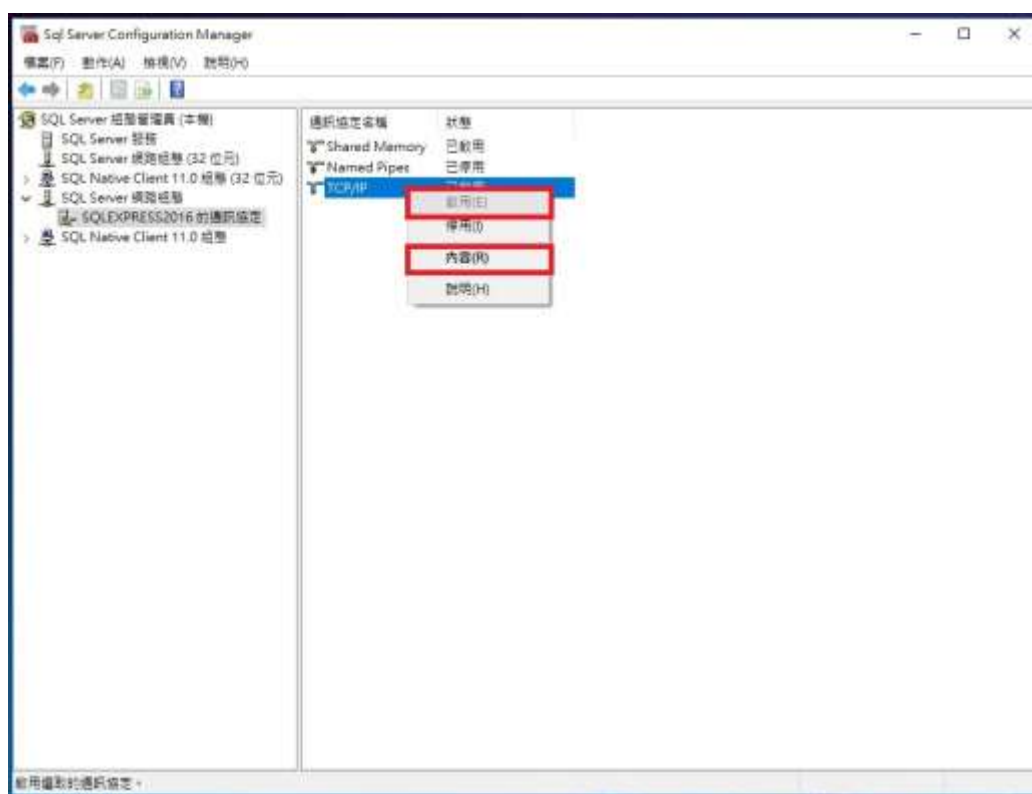 Sql Server Configuration Manager
檔案(F) 動作(A) 檢視(V) 說明(H)
SQL Server 組態管理員 (本機)
SQL Server 服務
SQL Server 網路組態 (32 位元)
SQL Native Client 11.0 組態 (32 位元)
SQL Server 網路組態
SQLEXPRESS2016 的通訊協定
SQL Native Client 11.0 組態
通訊協定名稱 狀態
Shared Memory 已啟用
Named Pipes 已停用
TCP/IP 已啟用
啟用(E)
停用(I)
內容(R)
說明(H)
啟用選取的通訊協定。